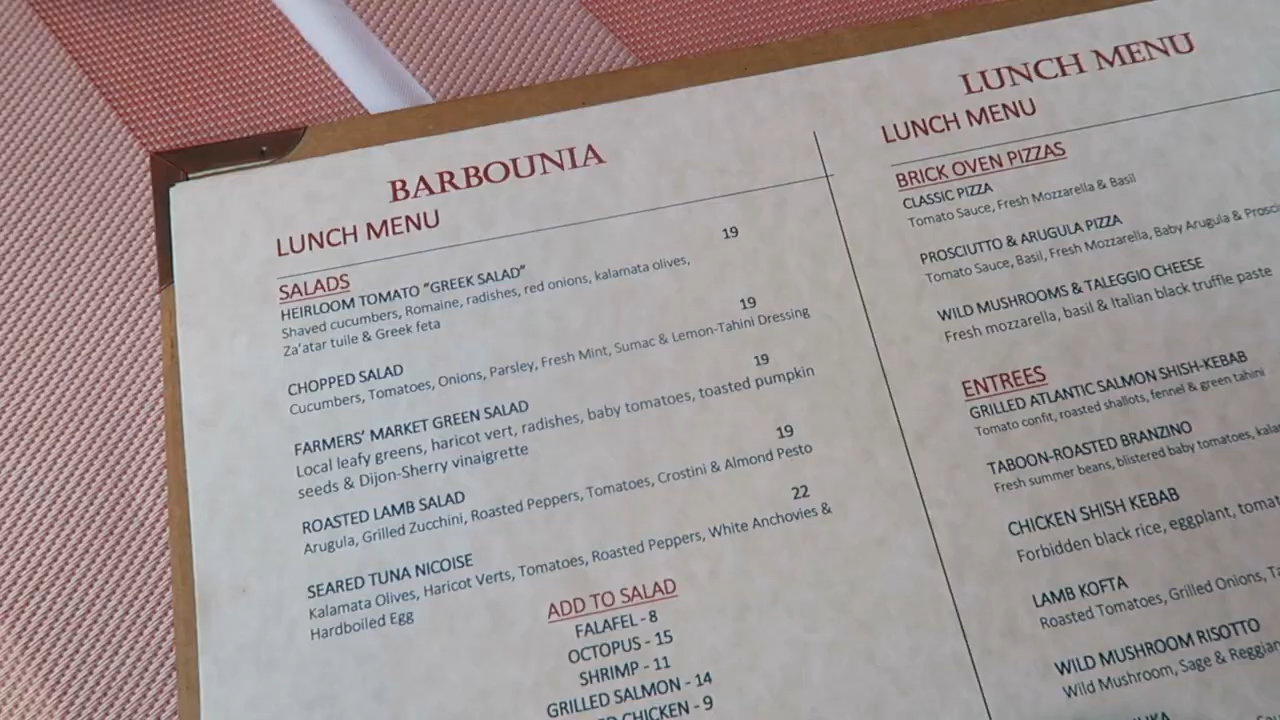 BARBOUNIA
LUNCH MENU
SALADS
HEIRLOOM TOMATO "GREEK SALAD" 19
Shaved cucumbers, Romaine, radishes, red onions, kalamata olives,
Za'atar tuile & Greek feta
CHOPPED SALAD 19
Cucumbers, Tomatoes, Onions, Parsley, Fresh Mint, Sumac & Lemon-Tahini Dressing
FARMERS' MARKET GREEN SALAD 19
Local leafy greens, haricot vert, radishes, baby tomatoes, toasted pumpkin
seeds & Dijon-Sherry vinaigrette
ROASTED LAMB SALAD 19
Arugula, Grilled Zucchini, Roasted Peppers, Tomatoes, Crostini & Almond Pesto
SEARED TUNA NICOISE 22
Kalamata Olives, Haricot Verts, Tomatoes, Roasted Peppers, White Anchovies &
Hardboiled Egg
ADD TO SALAD
FALAFEL - 8
OCTOPUS - 15
SHRIMP - 11
GRILLED SALMON - 14
CHICKEN - 9
LUNCH MENU
LUNCH MENU
BRICK OVEN PIZZAS
CLASSIC PIZZA
Tomato Sauce, Fresh Mozzarella & Basil
PROSCIUTTO & ARUGULA PIZZA
Tomato Sauce, Basil, Fresh Mozzarella, Baby Arugula &
WILD MUSHROOMS & TALEGGIO CHEESE
Fresh mozzarella, basil & Italian black truffle paste
ENTREES
GRILLED ATLANTIC SALMON SHISH-KEBAB
Tomato confit, roasted shallots, fennel & green tahini
TABOON-ROASTED BRANZINO
Fresh summer beans, blistered baby tomatoes,
CHICKEN SHISH KEBAB
Forbidden black rice, eggplant,
LAMB KOFTA
Roasted Tomatoes, Grilled Onions,
WILD MUSHROOM RISOTTO
Wild Mushroom, Sage &